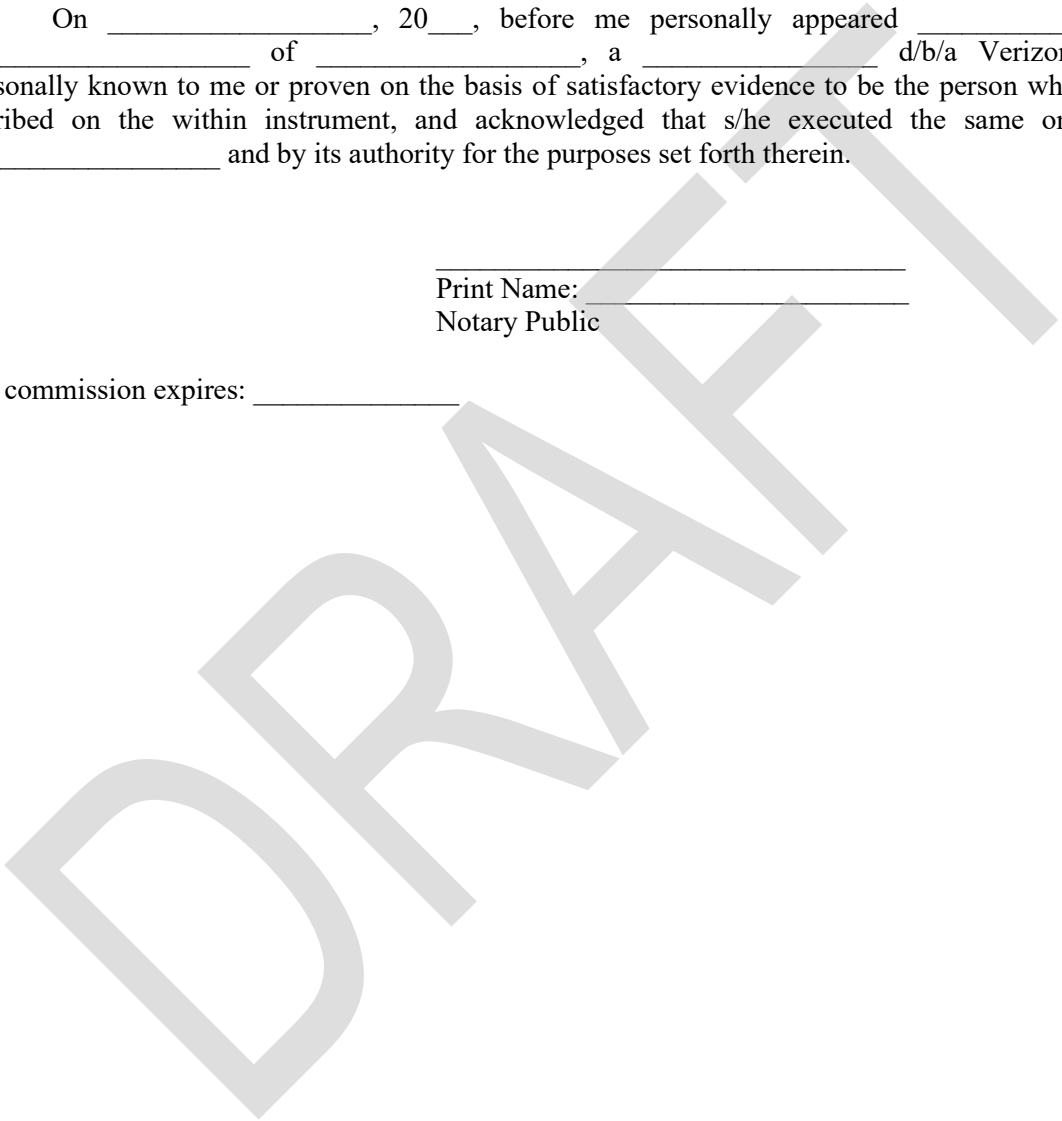 On __________________, 20___, before me personally appeared __________
_________________ of __________________, a ________________ d/b/a Verizon
sonally known to me or proven on the basis of satisfactory evidence to be the person wh
ribed on the within instrument, and acknowledged that s/he executed the same on
_______________ and by its authority for the purposes set forth therein.
________________________________
Print Name: ______________________
Notary Public
commission expires: ______________
DRAFT